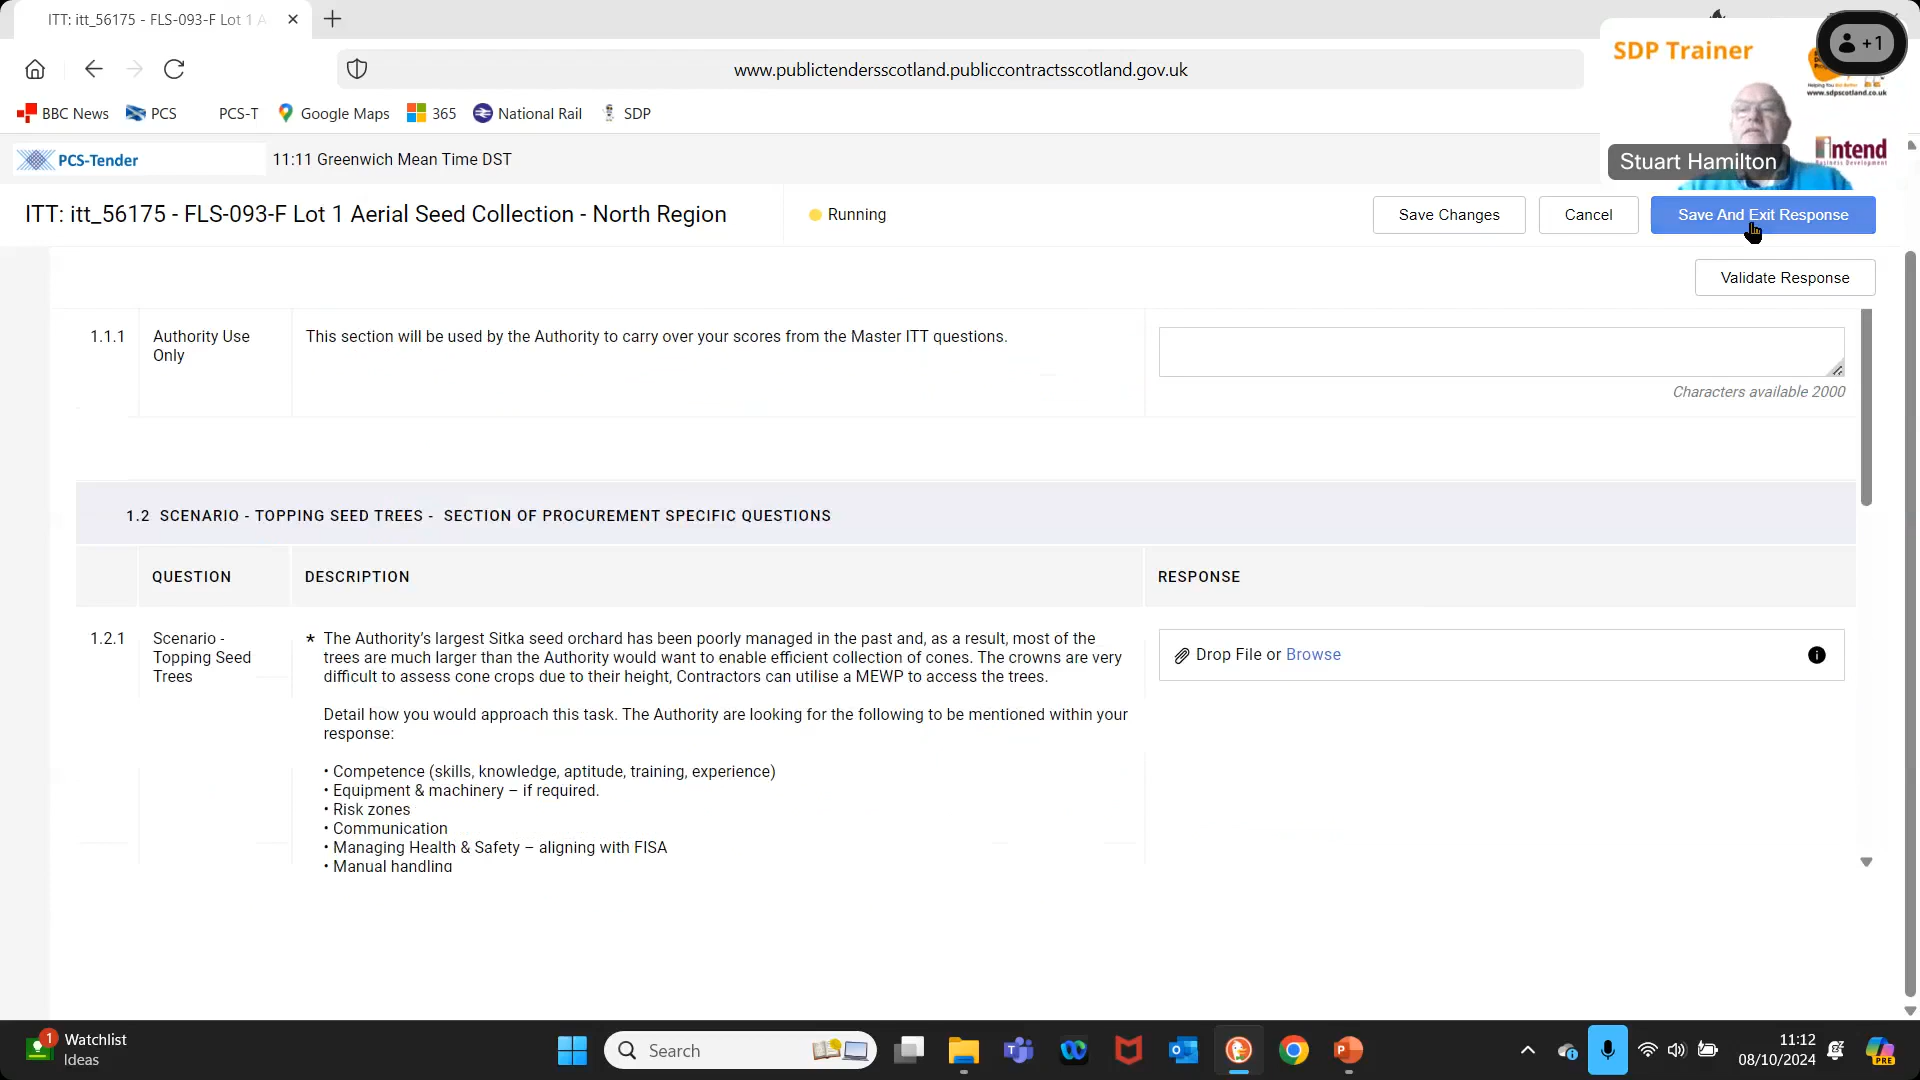 ITT: itt_56175 - FLS-093-F Lot 1 A
SDP Trainer
+1
www.publictendersscotland.publiccontractsscotland.gov.uk
www.sdpscotland.co.uk
BBC News PCS PCS-T Google Maps 365 National Rail SDP
PCS-Tender 11:11 Greenwich Mean Time DST
intend
Stuart Hamilton
ITT: itt_56175 - FLS-093-F Lot 1 Aerial Seed Collection - North Region Running Save Changes Cancel Save And Exit Response
Validate Response
1.1.1 Authority Use Only This section will be used by the Authority to carry over your scores from the Master ITT questions.
Characters available 2000
1.2 SCENARIO - TOPPING SEED TREES - SECTION OF PROCUREMENT SPECIFIC QUESTIONS
QUESTION DESCRIPTION RESPONSE
1.2.1 Scenario - Topping Seed Trees
* The Authority's largest Sitka seed orchard has been poorly managed in the past and, as a result, most of the
trees are much larger than the Authority would want to enable efficient collection of cones. The crowns are very
difficult to assess cone crops due to their height, Contractors can utilise a MEWP to access the trees.
Drop File or Browse
Detail how you would approach this task. The Authority are looking for the following to be mentioned within your
response:
• Competence (skills, knowledge, aptitude, training, experience)
• Equipment & machinery – if required.
• Risk zones
• Communication
• Managing Health & Safety – aligning with FISA
• Manual handling
1 Watchlist
Ideas
Search
11:12
08/10/2024
PRE